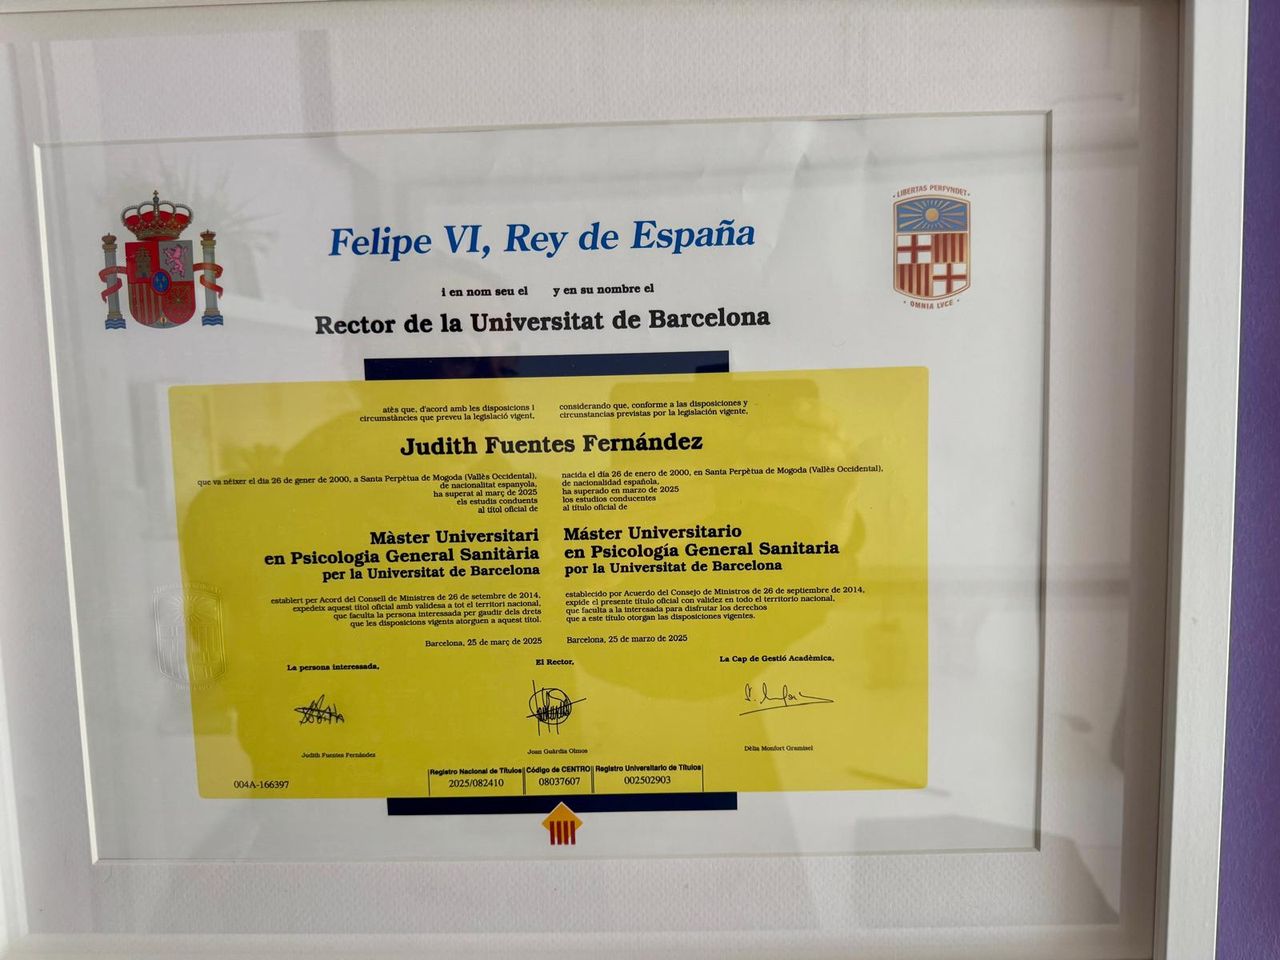 LIBERTAS PERFVNDET
OMNIA LVCE
Felipe VI, Rey de España
i en nom seu el
y en su nombre el
Rector de la Universitat de Barcelona
atès que, d'acord amb les disposicions i
circumstàncies que preveu la legislació vigent,
considerando que, conforme a las disposiciones y
circunstancias previstas por la legislación vigente,
Judith Fuentes Fernández
que va néixer el dia 26 de gener de 2000, a Santa Perpètua de Mogoda (Vallès Occidental),
de nacionalitat espanyola,
ha superat al març de 2025
els estudis conduents
al títol oficial de
nacida el día 26 de enero de 2000, en Santa Perpètua de Mogoda (Vallès Occidental),
de nacionalidad española,
ha superado en marzo de 2025
los estudios conducentes
al título oficial de
Màster Universitari
en Psicologia General Sanitària
per la Universitat de Barcelona
Máster Universitario
en Psicología General Sanitaria
por la Universitat de Barcelona
establert per Acord del Consell de Ministres de 26 de setembre de 2014,
expedeix aquest títol oficial amb validesa a tot el territori nacional,
que faculta la persona interessada per gaudir dels drets
que les disposicions vigents atorguen a aquest títol.
establecido por Acuerdo del Consejo de Ministros de 26 de septiembre de 2014,
expide el presente título oficial con validez en todo el territorio nacional,
que faculta a la interesada para disfrutar los derechos
que a este título otorgan las disposiciones vigentes.
Barcelona, 25 de març de 2025
Barcelona, 25 de marzo de 2025
La persona interessada,
El Rector,
La Cap de Gestió Acadèmica,
Judith Fuentes Fernández
Joan Guàrdia Olmos
Dèlia Monfort Gramisel
004A-166397
Registro Nacional de Títulos
2025/082410
Código de CENTRO
08037607
Registro Universitario de Títulos
002502903